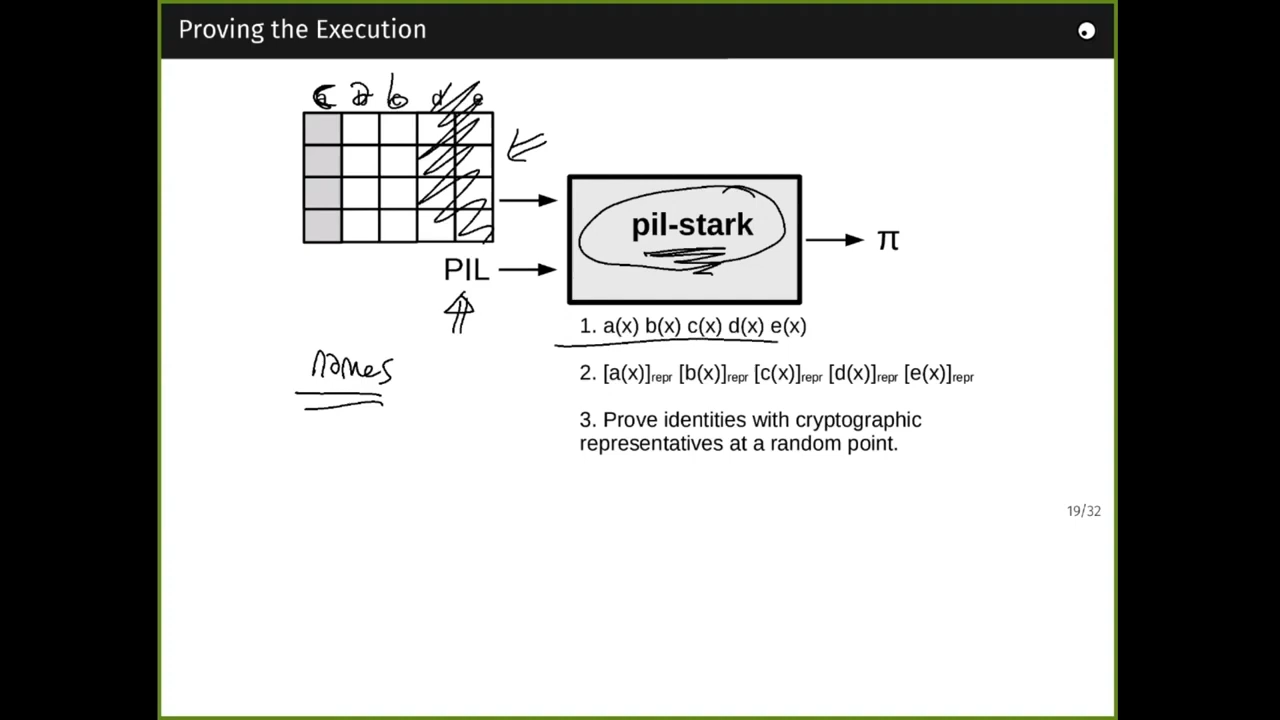 Proving the Execution
PIL
pil-stark
π
names
1. a(x) b(x) c(x) d(x) e(x)
2. [a(x)]repr [b(x)]repr [c(x)]repr [d(x)]repr [e(x)]repr
3. Prove identities with cryptographic
representatives at a random point.
19/32